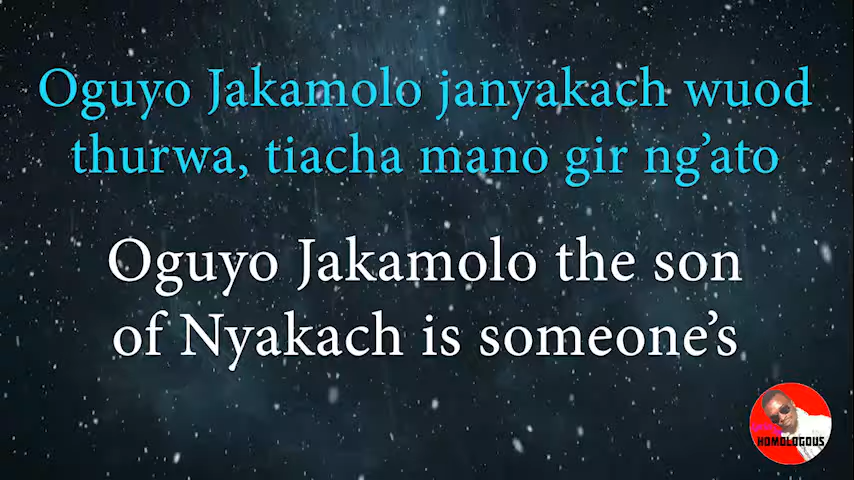 Oguyo Jakamolo janyakach wuod
thurwa, tiacha mano gir ng’ato
Oguyo Jakamolo the son
of Nyakach is someone’s
HOMOLOGOUS